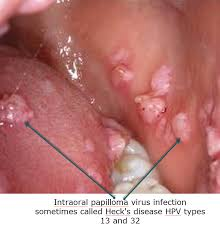 Intraoral papilloma virus infection
sometimes called Heck's disease HPV types
13 and 32